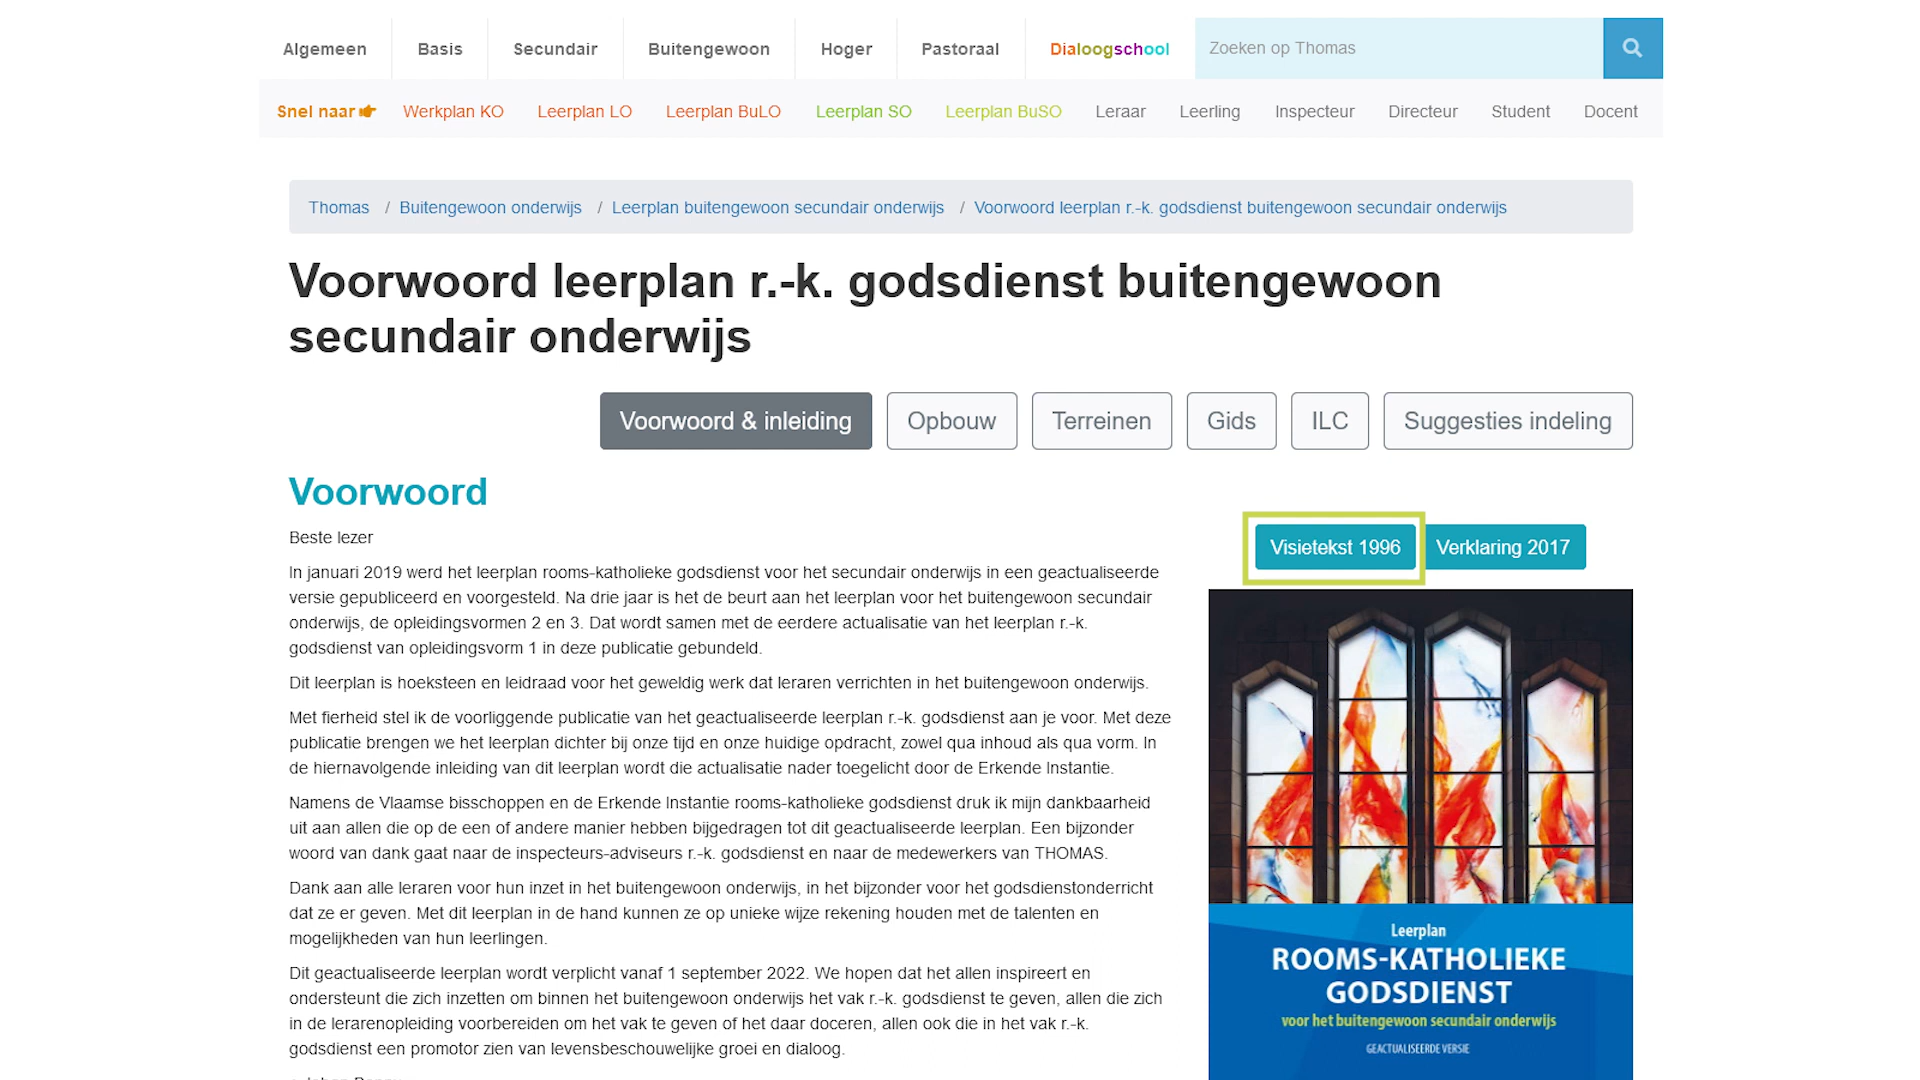 Algemeen Basis Secundair Buitengewoon Hoger Pastoraal Dialoogschool Zoeken op Thomas
Snel naar Werkplan KO Leerplan LO Leerplan BuLO Leerplan SO Leerplan BuSO Leraar Leerling Inspecteur Directeur Student Docent
Thomas / Buitengewoon onderwijs / Leerplan buitengewoon secundair onderwijs / Voorwoord leerplan r.-k. godsdienst buitengewoon secundair onderwijs
Voorwoord leerplan r.-k. godsdienst buitengewoon
secundair onderwijs
Voorwoord & inleiding Opbouw Terreinen Gids ILC Suggesties indeling
Voorwoord
Beste lezer
In januari 2019 werd het leerplan rooms-katholieke godsdienst voor het secundair onderwijs in een geactualiseerde
versie gepubliceerd en voorgesteld. Na drie jaar is het de beurt aan het leerplan voor het buitengewoon secundair
onderwijs, de opleidingsvormen 2 en 3. Dat wordt samen met de eerdere actualisatie van het leerplan r.-k.
godsdienst van opleidingsvorm 1 in deze publicatie gebundeld.
Dit leerplan is hoeksteen en leidraad voor het geweldig werk dat leraren verrichten in het buitengewoon onderwijs.
Met fierheid stel ik de voorliggende publicatie van het geactualiseerde leerplan r.-k. godsdienst aan je voor. Met deze
publicatie brengen we het leerplan dichter bij onze tijd en onze huidige opdracht, zowel qua inhoud als qua vorm. In
de hiernavolgende inleiding van dit leerplan wordt die actualisatie nader toegelicht door de Erkende Instantie.
Namens de Vlaamse bisschoppen en de Erkende Instantie rooms-katholieke godsdienst druk ik mijn dankbaarheid
uit aan allen die op de een of andere manier hebben bijgedragen tot dit geactualiseerde leerplan. Een bijzonder
woord van dank gaat naar de inspecteurs-adviseurs r.-k. godsdienst en naar de medewerkers van THOMAS.
Dank aan alle leraren voor hun inzet in het buitengewoon onderwijs, in het bijzonder voor het godsdienstonderricht
dat ze er geven. Met dit leerplan in de hand kunnen ze op unieke wijze rekening houden met de talenten en
mogelijkheden van hun leerlingen.
Dit geactualiseerde leerplan wordt verplicht vanaf 1 september 2022. We hopen dat het allen inspireert en
ondersteunt die zich inzetten om binnen het buitengewoon onderwijs het vak r.-k. godsdienst te geven, allen die zich
in de lerarenopleiding voorbereiden om het vak te geven of het daar doceren, allen ook die in het vak r.-k.
godsdienst een promotor zien van levensbeschouwelijke groei en dialoog.
Visietekst 1996 Verklaring 2017
Leerplan
ROOMS-KATHOLIEKE
GODSDIENST
voor het buitengewoon secundair onderwijs
GEACTUALISEERDE VERSIE